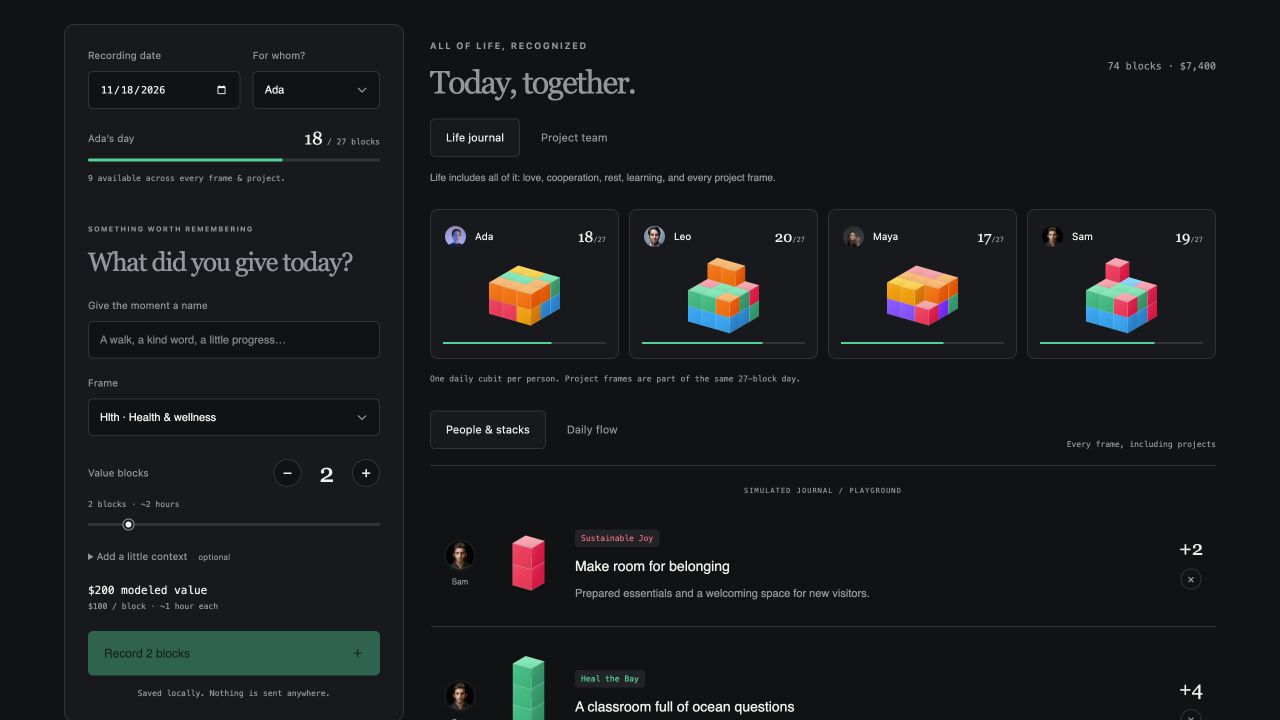 Recording date
For whom?
11/18/2026
Ada
Ada's day
18 / 27 blocks
9 available across every frame & project.
SOMETHING WORTH REMEMBERING
What did you give today?
Give the moment a name
A walk, a kind word, a little progress…
Frame
Hlth · Health & wellness
Value blocks
− 2 +
2 blocks · ~2 hours
Add a little context optional
$200 modeled value
$100 / block · ~1 hour each
Record 2 blocks +
Saved locally. Nothing is sent anywhere.
ALL OF LIFE, RECOGNIZED
Today, together.
74 blocks · $7,400
Life journal
Project team
Life includes all of it: love, cooperation, rest, learning, and every project frame.
Ada 18/27
Leo 20/27
Maya 17/27
Sam 19/27
One daily cubit per person. Project frames are part of the same 27-block day.
People & stacks
Daily flow
Every frame, including projects
SIMULATED JOURNAL / PLAYGROUND
Sam
Sustainable Joy
Make room for belonging
Prepared essentials and a welcoming space for new visitors.
+2
×
Heal the Bay
A classroom full of ocean questions
+4